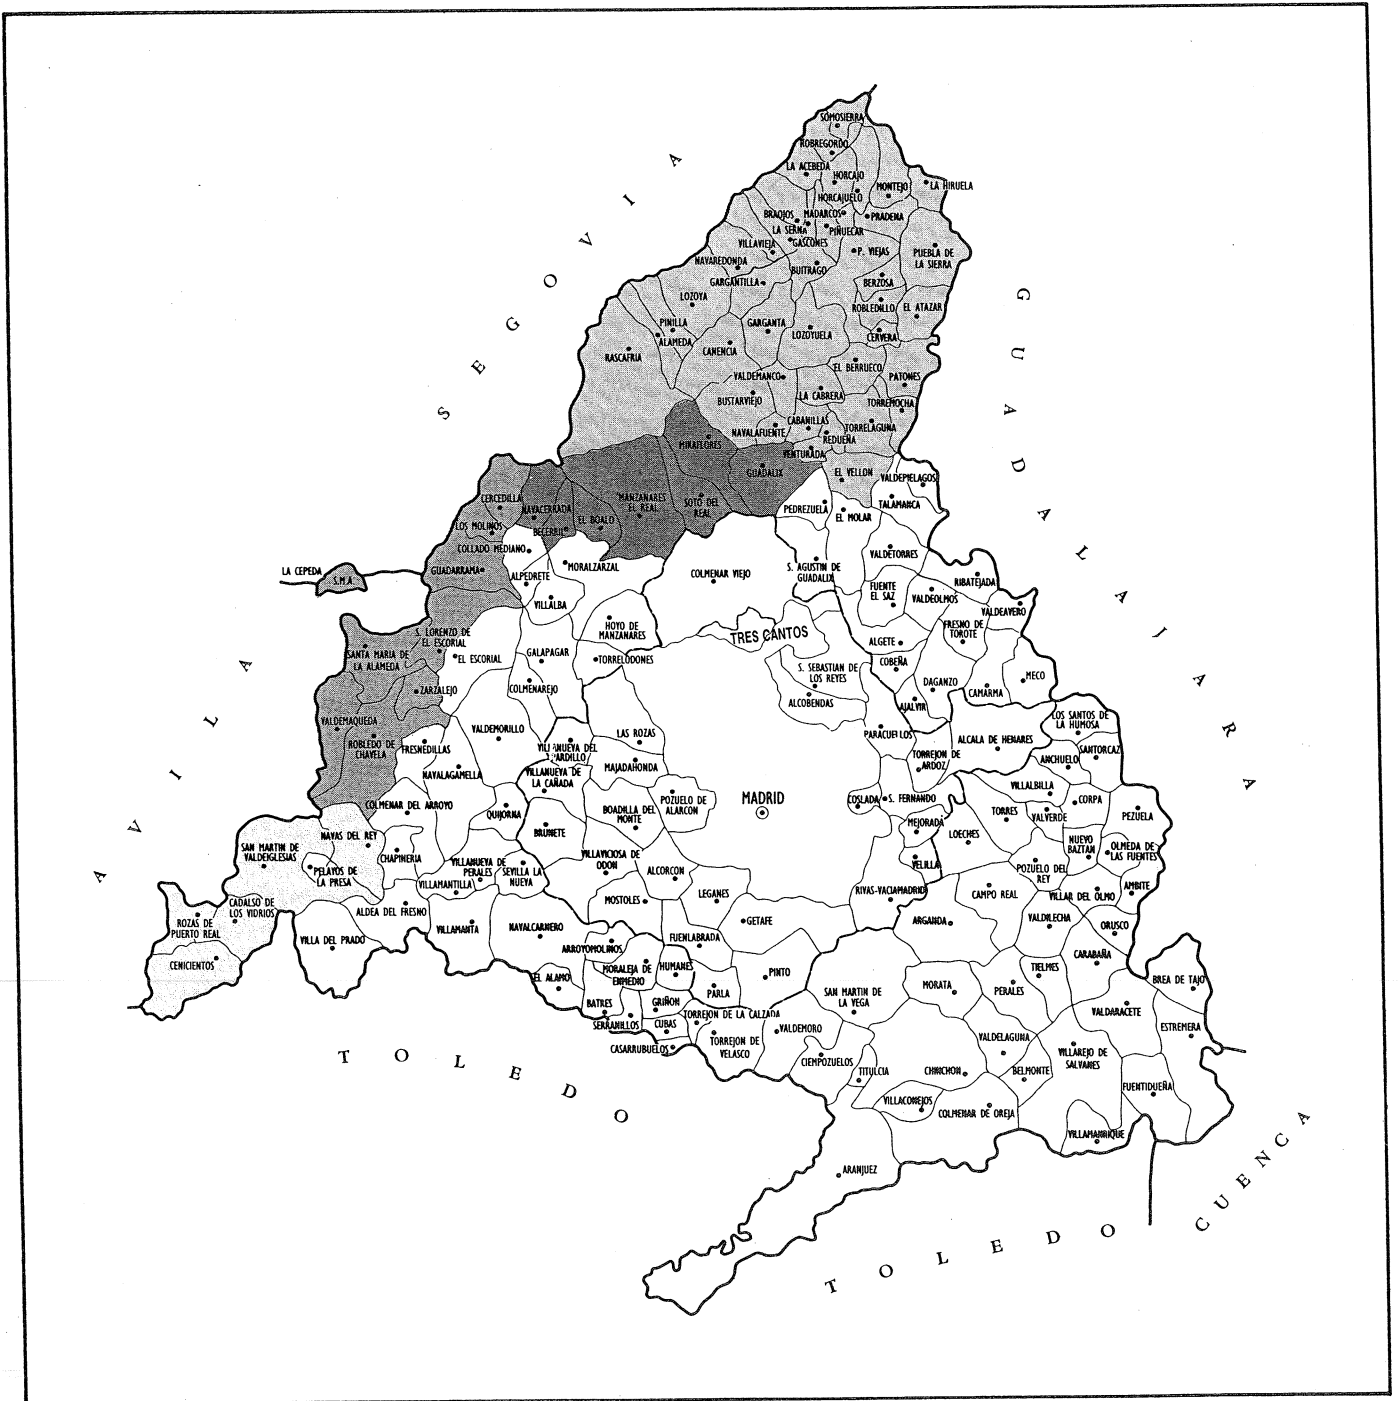 SOMOSIERRA
ROBREGORDO
LA ACEBEDA
HORCAJO
MONTEJO
LA HIRUELA
HORCAJUELO
BRAOJOS
MADARCOS
PRADENA
LA SERNA
PIÑUECAR
VILLAVIEJA
GASCONES
P. VIEJAS
PUEBLA DE
LA SIERRA
NAVAREDONDA
BUITRAGO
GARGANTILLA
BERZOSA
LOZOYA
ROBLEDILLO
EL ATAZAR
PINILLA
GARGANTA
LOZOYUELA
CERVERA
ALAMEDA
RASCAFRIA
CANENCIA
EL BERRUECO
VALDEMANCO
PATONES
BUSTARVIEJO
LA CABRERA
TORREMOCHA
CABANILLAS
NAVALAFUENTE
TORRELAGUNA
REDUEÑA
MIRAFLORES
VENTURADA
GUADALIX
EL VELLON
VALDEPIELAGOS
CERCEDILLA
NAVACERRADA
MANZANARES
EL REAL
SOTO DEL
REAL
PEDREZUELA
TALAMANCA
EL MOLAR
LOS MOLINOS
BECERRIL
EL BOALO
COLLADO MEDIANO
VALDETORRES
MORALZARZAL
GUADARRAMA
ALPEDRETE
COLMENAR VIEJO
S. AGUSTIN DE
GUADALIX
LA CEPEDA
S.M.A.
RIBATEJADA
FUENTE
EL SAZ
VALDEOLMOS
VALDEAVERO
VILLALBA
HOYO DE
MANZANARES
TRES CANTOS
FRESNO DE
TOROTE
S. LORENZO DE
EL ESCORIAL
ALGETE
SANTA MARIA DE
LA ALAMEDA
EL ESCORIAL
GALAPAGAR
TORRELODONES
COBEÑA
S. SEBASTIAN DE
LOS REYES
MECO
ZARZALEJO
COLMENAREJO
DAGANZO
CAMARMA
ALCOBENDAS
AJALVIR
VALDEMAQUEDA
VALDEMORILLO
LAS ROZAS
PARACUELLOS
LOS SANTOS DE
LA HUMOSA
ROBLEDO DE
CHAVELA
FRESNEDILLAS
VILLANUEVA DEL
PARDILLO
ALCALA DE HENARES
SANTORCAZ
TORREJON DE
ARDOZ
ANCHUELO
NAVALAGAMELLA
VILLANUEVA DE
LA CAÑADA
MAJADAHONDA
VILLALBILLA
MADRID
COSLADA
S. FERNANDO
CORPA
PEZUELA
COLMENAR DEL ARROYO
QUIJORNA
BOADILLA DEL
MONTE
POZUELO DE
ALARCON
TORRES
VALVERDE
MEJORADA
LOECHES
NAVAS DEL REY
BRUNETE
NUEVO
BAZTAN
OLMEDA DE
LAS FUENTES
SAN MARTIN DE
VALDEIGLESIAS
CHAPINERIA
VILLAVICIOSA DE
ODON
VELILLA
PELAYOS DE
LA PRESA
VILLANUEVA DE
PERALES
SEVILLA LA
NUEVA
ALCORCON
POZUELO DEL
REY
VILLAMANTILLA
LEGANES
RIVAS-VACIAMADRID
CAMPO REAL
VILLAR DEL OLMO
AMBITE
CADALSO DE
LOS VIDRIOS
MOSTOLES
ALDEA DEL FRESNO
ROZAS DE
PUERTO REAL
GETAFE
ARGANDA
VALDILECHA
ORUSCO
VILLAMANTA
NAVALCARNERO
VILLA DEL PRADO
FUENLABRADA
ARROYOMOLINOS
CARABAÑA
CENICIENTOS
MORALEJA DE
ENMEDIO
HUMANES
PINTO
TIELMES
EL ALAMO
BREA DE TAJO
MORATA
PERALES
PARLA
SAN MARTIN DE
LA VEGA
BATRES
GRIÑON
VALDARACETE
TORREJON DE LA CALZADA
SERRANILLOS
CUBAS
VALDEMORO
ESTREMERA
TORREJON DE
VELASCO
VALDELAGUNA
CASARRUBUELOS
VILLAREJO DE
SALVANES
CIEMPOZUELOS
TITULCIA
CHINCHON
BELMONTE
FUENTIDUEÑA
VILLACONEJOS
COLMENAR DE OREJA
VILLAMANRIQUE
ARANJUEZ
SEGOVIA
GUADALAJARA
AVILA
TOLEDO
TOLEDO
CUENCA